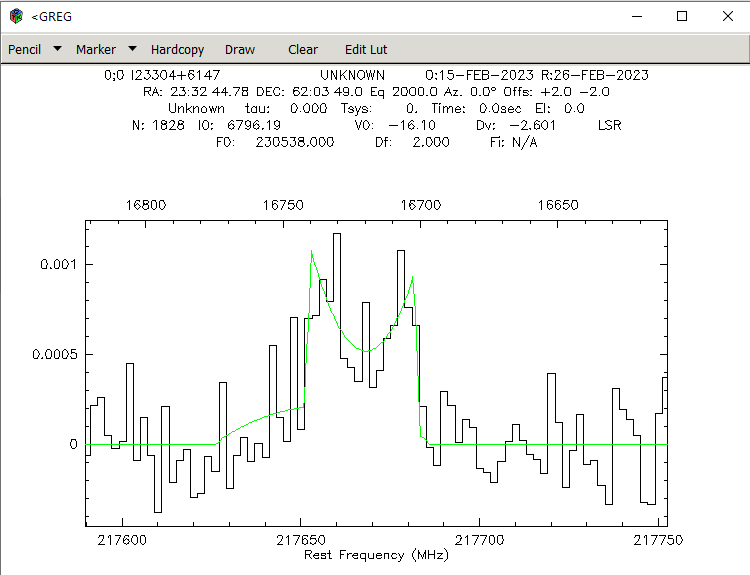 <GREG
Pencil Marker Hardcopy Draw Clear Edit Lut
0;0 I23304+6147 UNKNOWN O:15-FEB-2023 R:26-FEB-2023
RA: 23:32 44.78 DEC: 62:03 49.0 Eq 2000.0 Az. 0.0° Offs: +2.0 -2.0
Unknown tau: 0.000 Tsys: 0. Time: 0.0sec El: 0.0
N: 1828 I0: 6796.19 V0: -16.10 Dv: -2.601 LSR
F0: 230538.000 Df: 2.000 Fi: N/A
16800 16750 16700 16650
0.001
0.0005
0
217600 217650 217700 217750
Rest Frequency (MHz)